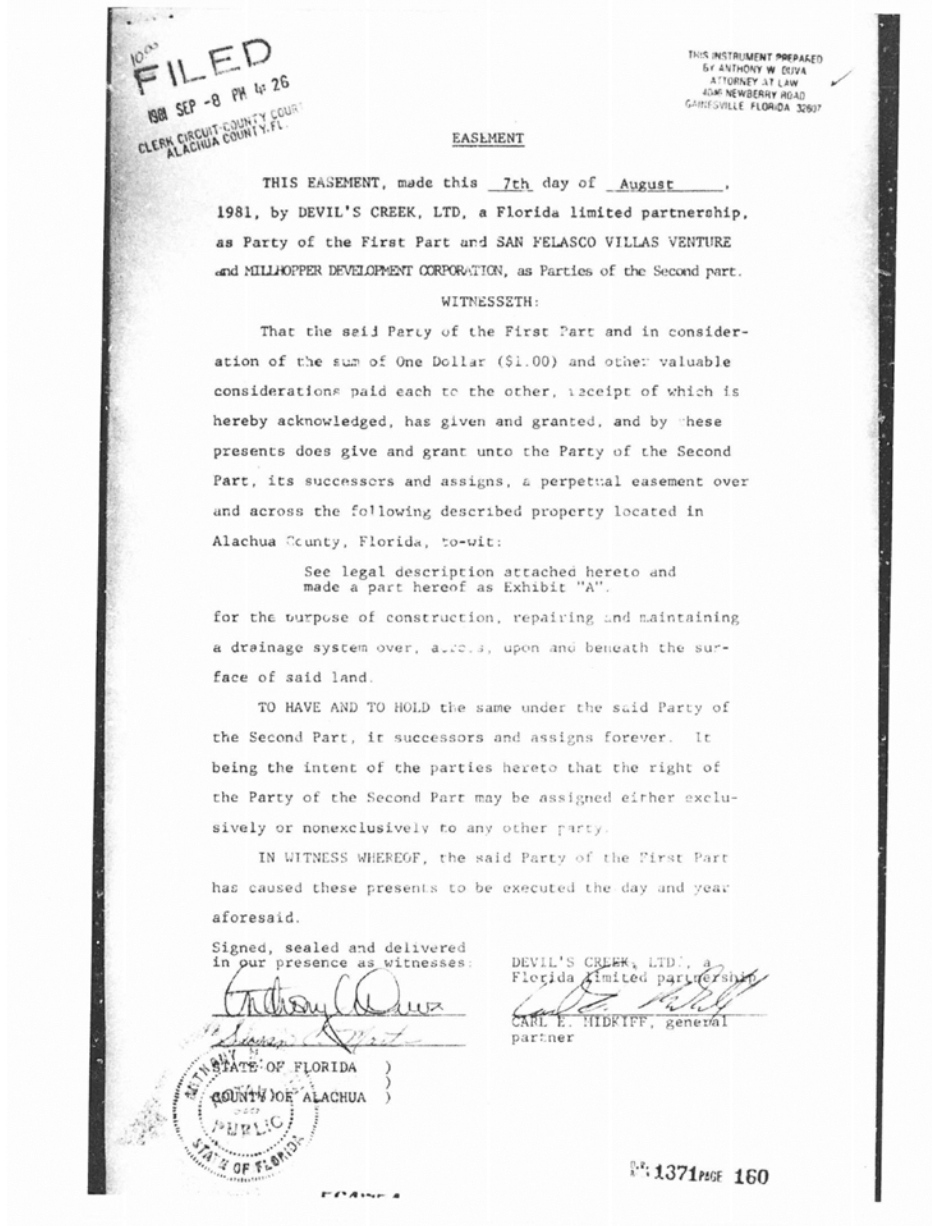 10.00
FILED
1981 SEP -8 PM 4:26
CLERK CIRCUIT-COUNTY COURT
ALACHUA COUNTY, FL.
THIS INSTRUMENT PREPARED
BY ANTHONY W DUVA
ATTORNEY AT LAW
NEWBERRY ROAD
GAINESVILLE FLORIDA 32607
EASEMENT
THIS EASEMENT, made this 7th day of August,
1981, by DEVIL'S CREEK, LTD, a Florida limited partnership,
as Party of the First Part and SAN FELASCO VILLAS VENTURE
and MILLHOPPER DEVELOPMENT CORPORATION, as Parties of the Second part.
WITNESSETH:
That the said Party of the First Part and in consider-
ation of the sum of One Dollar ($1.00) and other valuable
considerations paid each to the other, receipt of which is
hereby acknowledged, has given and granted, and by these
presents does give and grant unto the Party of the Second
Part, its successors and assigns, a perpetual easement over
and across the following described property located in
Alachua County, Florida, to-wit:
See legal description attached hereto and
made a part hereof as Exhibit "A".
for the purpose of construction, repairing and maintaining
a drainage system over, across, upon and beneath the sur-
face of said land.
TO HAVE AND TO HOLD the same under the said Party of
the Second Part, it successors and assigns forever. It
being the intent of the parties hereto that the right of
the Party of the Second Part may be assigned either exclu-
sively or nonexclusively to any other party.
IN WITNESS WHEREOF, the said Party of the First Part
has caused these presents to be executed the day and year
aforesaid.
Signed, sealed and delivered
in our presence as witnesses:
DEVIL'S CREEK, LTD., a
Florida limited partnership
CARL E. MIDKIFF, general
partner
STATE OF FLORIDA )
)
COUNTY OF ALACHUA )
ANTHONY
PUBLIC
STATE OF FLORIDA
1371 PAGE 160